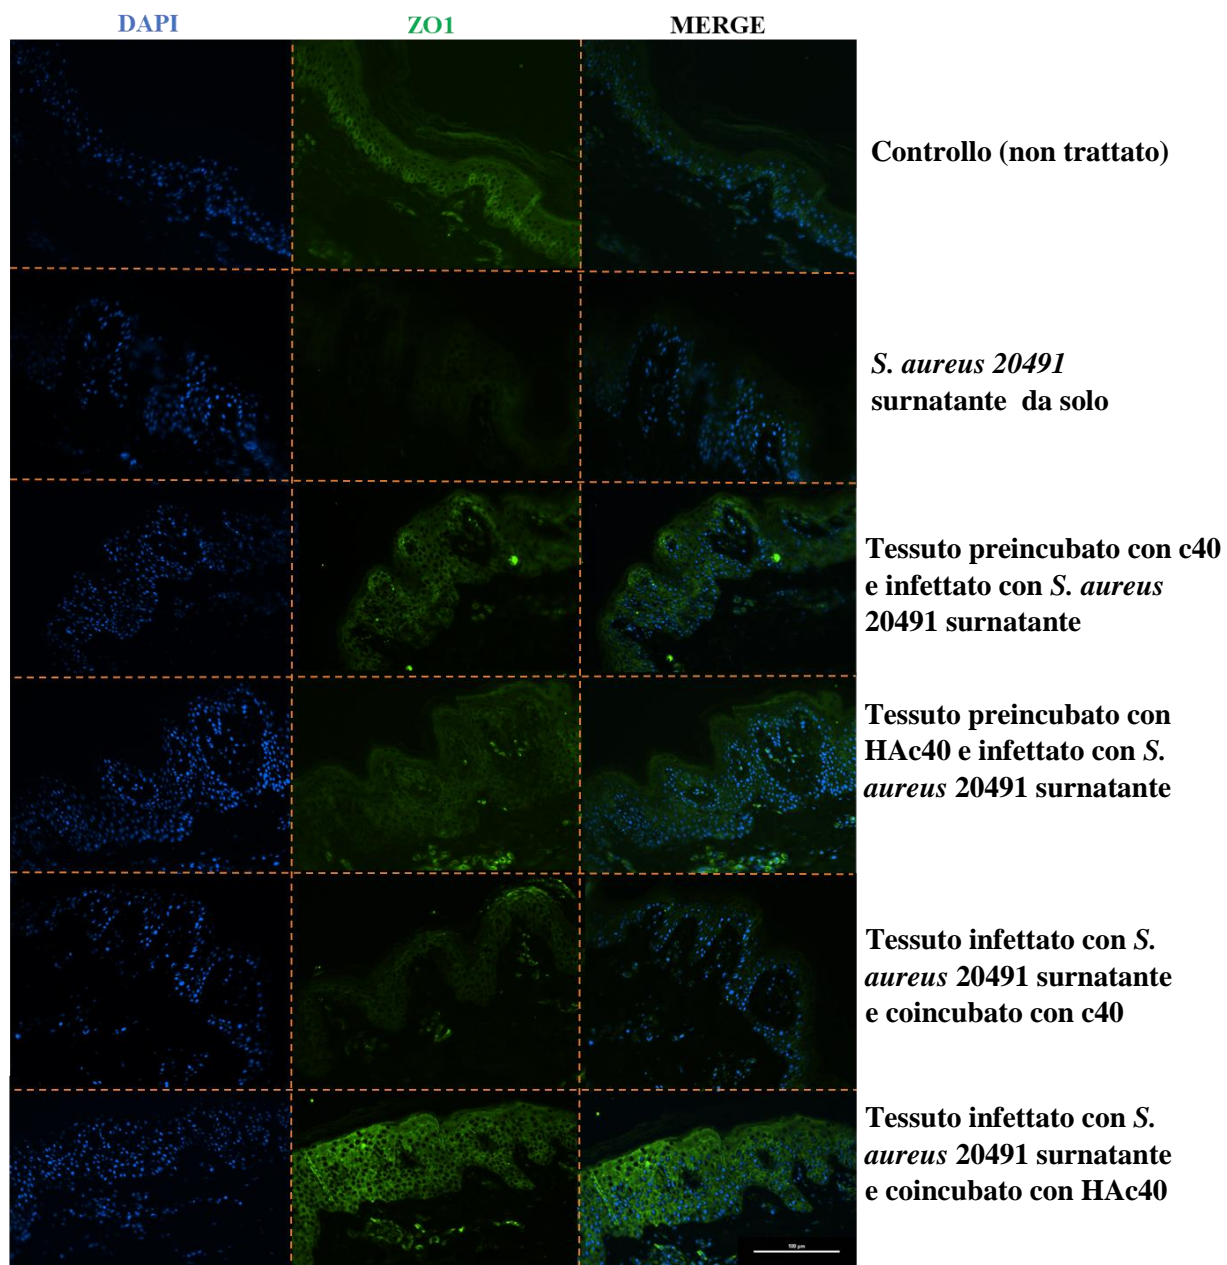 DAPI ZO1 MERGE
Controllo (non trattato)
S. aureus 20491
surnatante da solo
Tessuto preincubato con c40
e infettato con S. aureus
20491 surnatante
Tessuto preincubato con
HAc40 e infettato con S.
aureus 20491 surnatante
Tessuto infettato con S.
aureus 20491 surnatante
e coincubato con c40
Tessuto infettato con S.
aureus 20491 surnatante
e coincubato con HAc40
100 µm